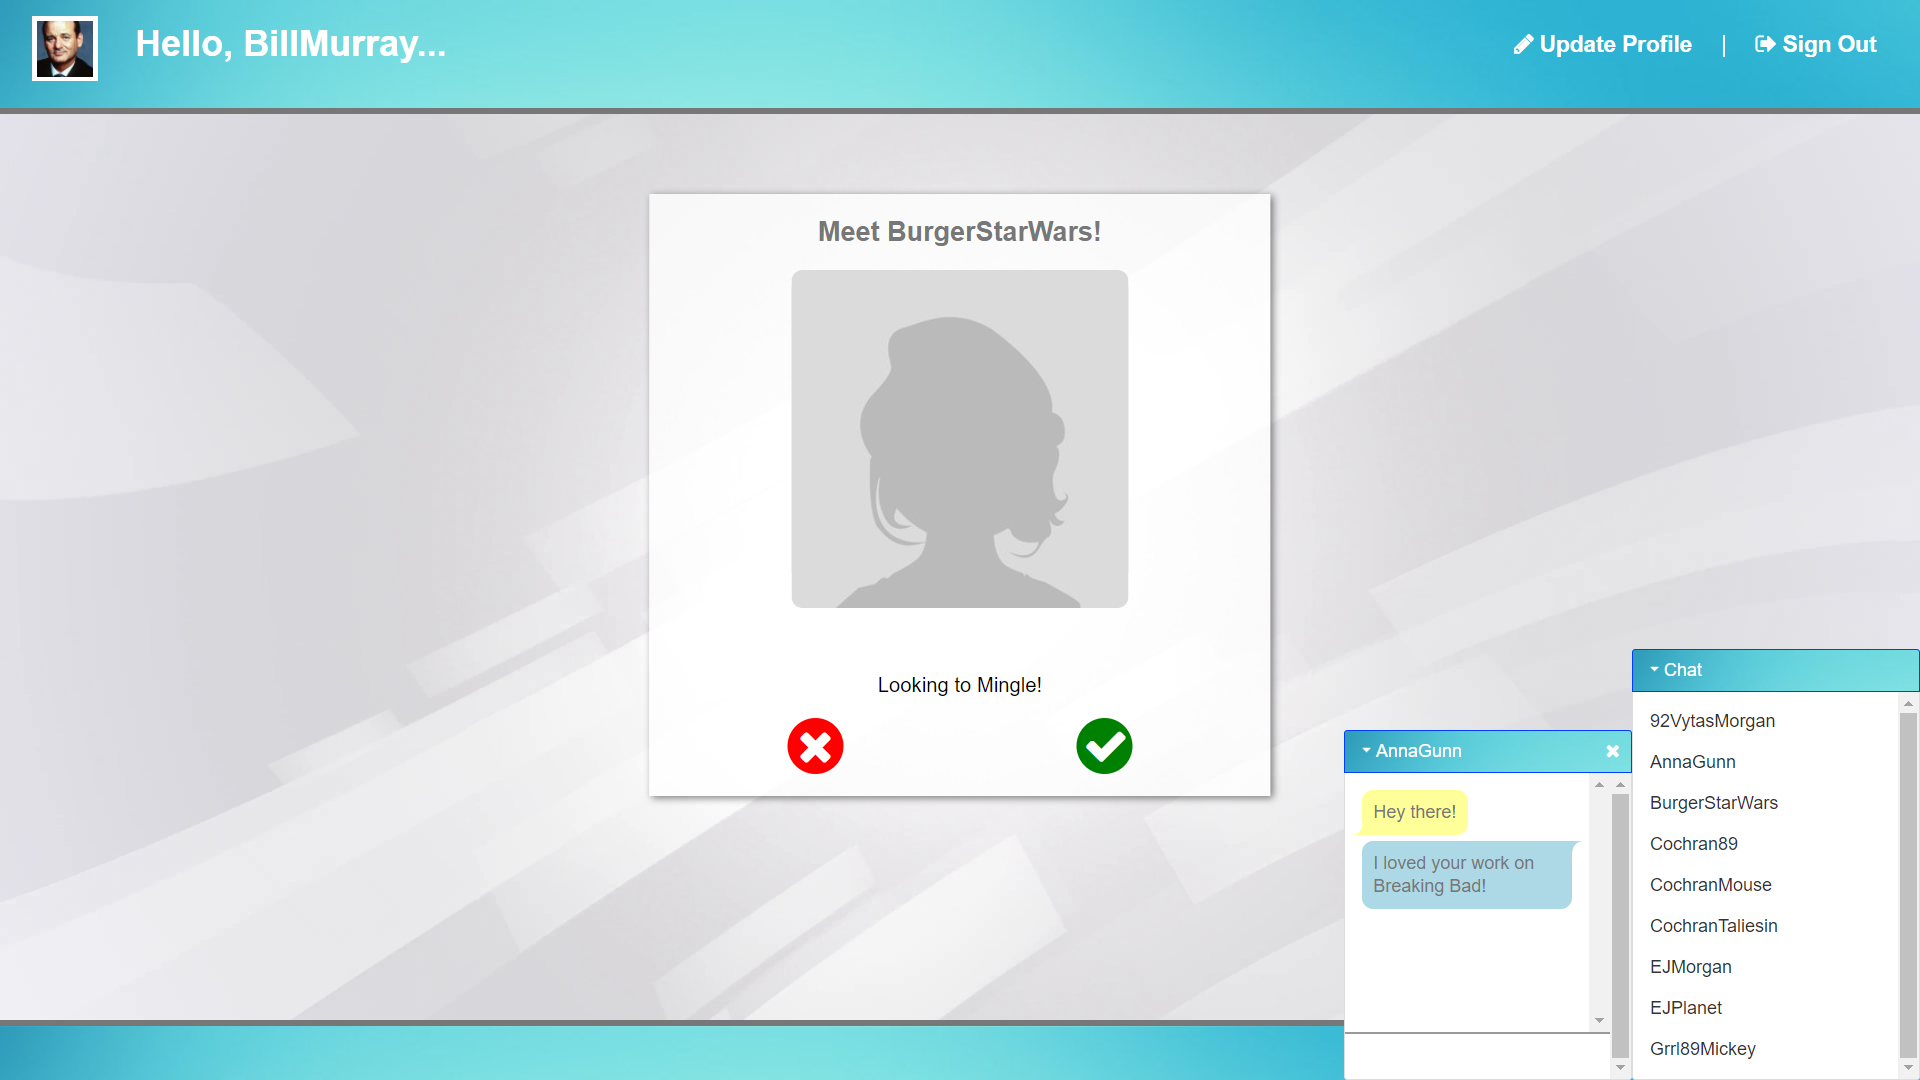 Hello, BillMurray...
Update Profile | Sign Out
Meet BurgerStarWars!
Looking to Mingle!
AnnaGunn
Hey there!
I loved your work on
Breaking Bad!
Chat
92VytasMorgan
AnnaGunn
BurgerStarWars
Cochran89
CochranMouse
CochranTaliesin
EJMorgan
EJPlanet
Grrl89Mickey